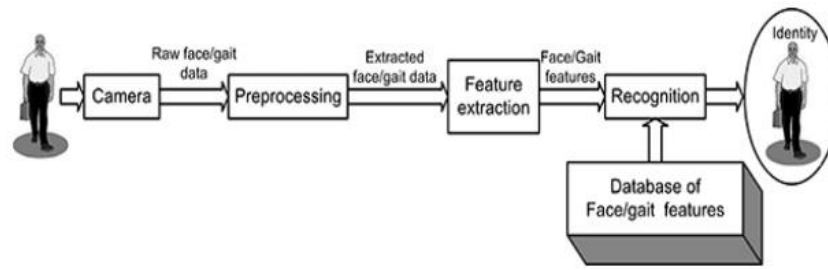 Raw face/gait
data
Extracted
face/gait data
Face/Gait
features
Identity
Camera
Preprocessing
Feature
extraction
Recognition
Database of
Face/gait features